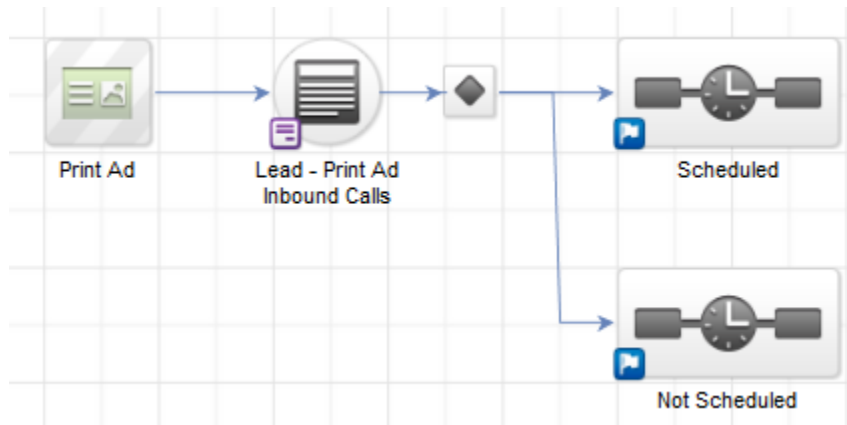 Print Ad
Lead - Print Ad
Inbound Calls
Scheduled
Not Scheduled